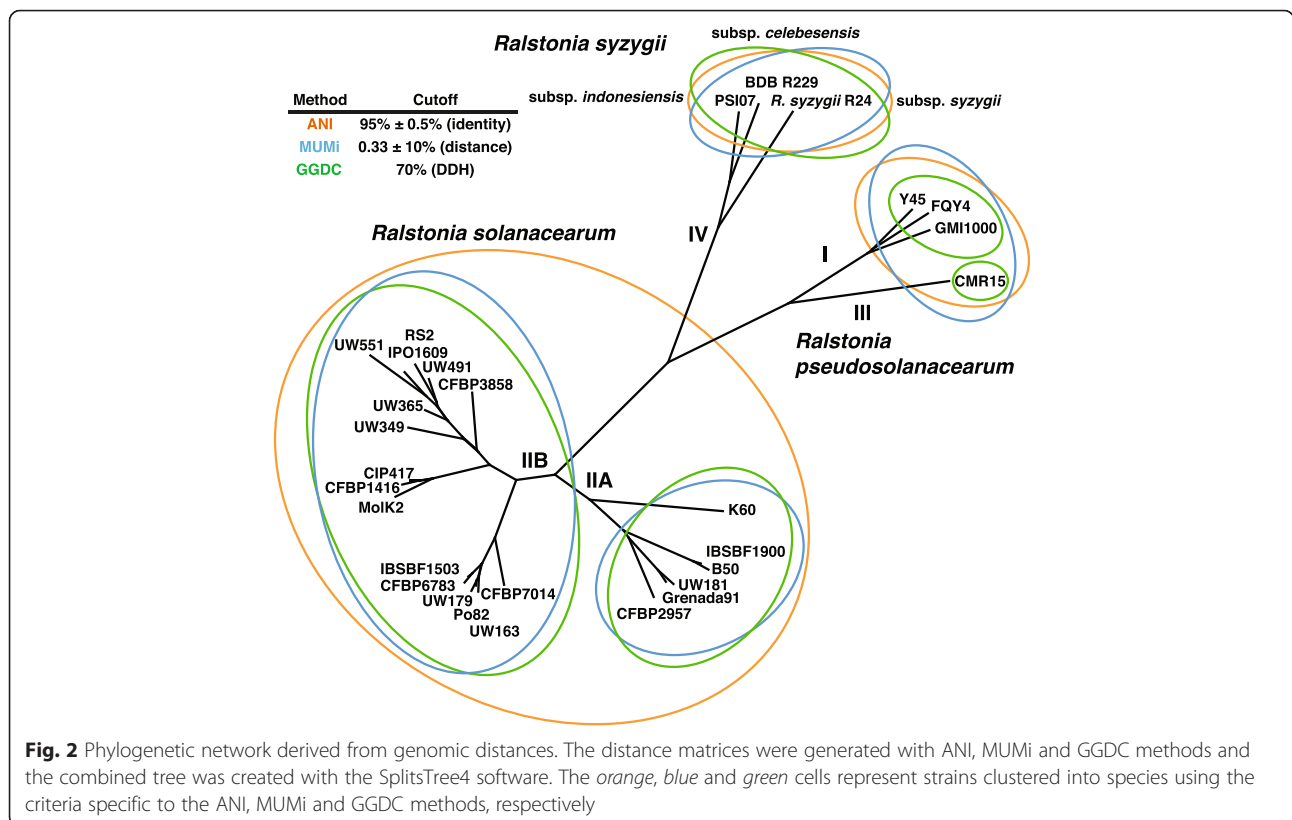 subsp. celebesensis
Ralstonia syzygii
BDB R229
subsp. indonesiensis
PSI07
R. syzygii R24
subsp. syzygii
Method Cutoff
ANI 95% ± 0.5% (identity)
MUMi 0.33 ± 10% (distance)
GGDC 70% (DDH)
Y45
FQY4
GMI1000
IV
I
CMR15
III
Ralstonia
pseudosolanacearum
Ralstonia solanacearum
RS2
UW551
IPO1609
UW491
CFBP3858
UW365
UW349
CIP417
CFBP1416
MolK2
IIB
IIA
K60
IBSBF1900
B50
UW181
Grenada91
CFBP2957
IBSBF1503
CFBP6783
CFBP7014
UW179
Po82
UW163
Fig. 2 Phylogenetic network derived from genomic distances. The distance matrices were generated with ANI, MUMi and GGDC methods and
the combined tree was created with the SplitsTree4 software. The orange, blue and green cells represent strains clustered into species using the
criteria specific to the ANI, MUMi and GGDC methods, respectively